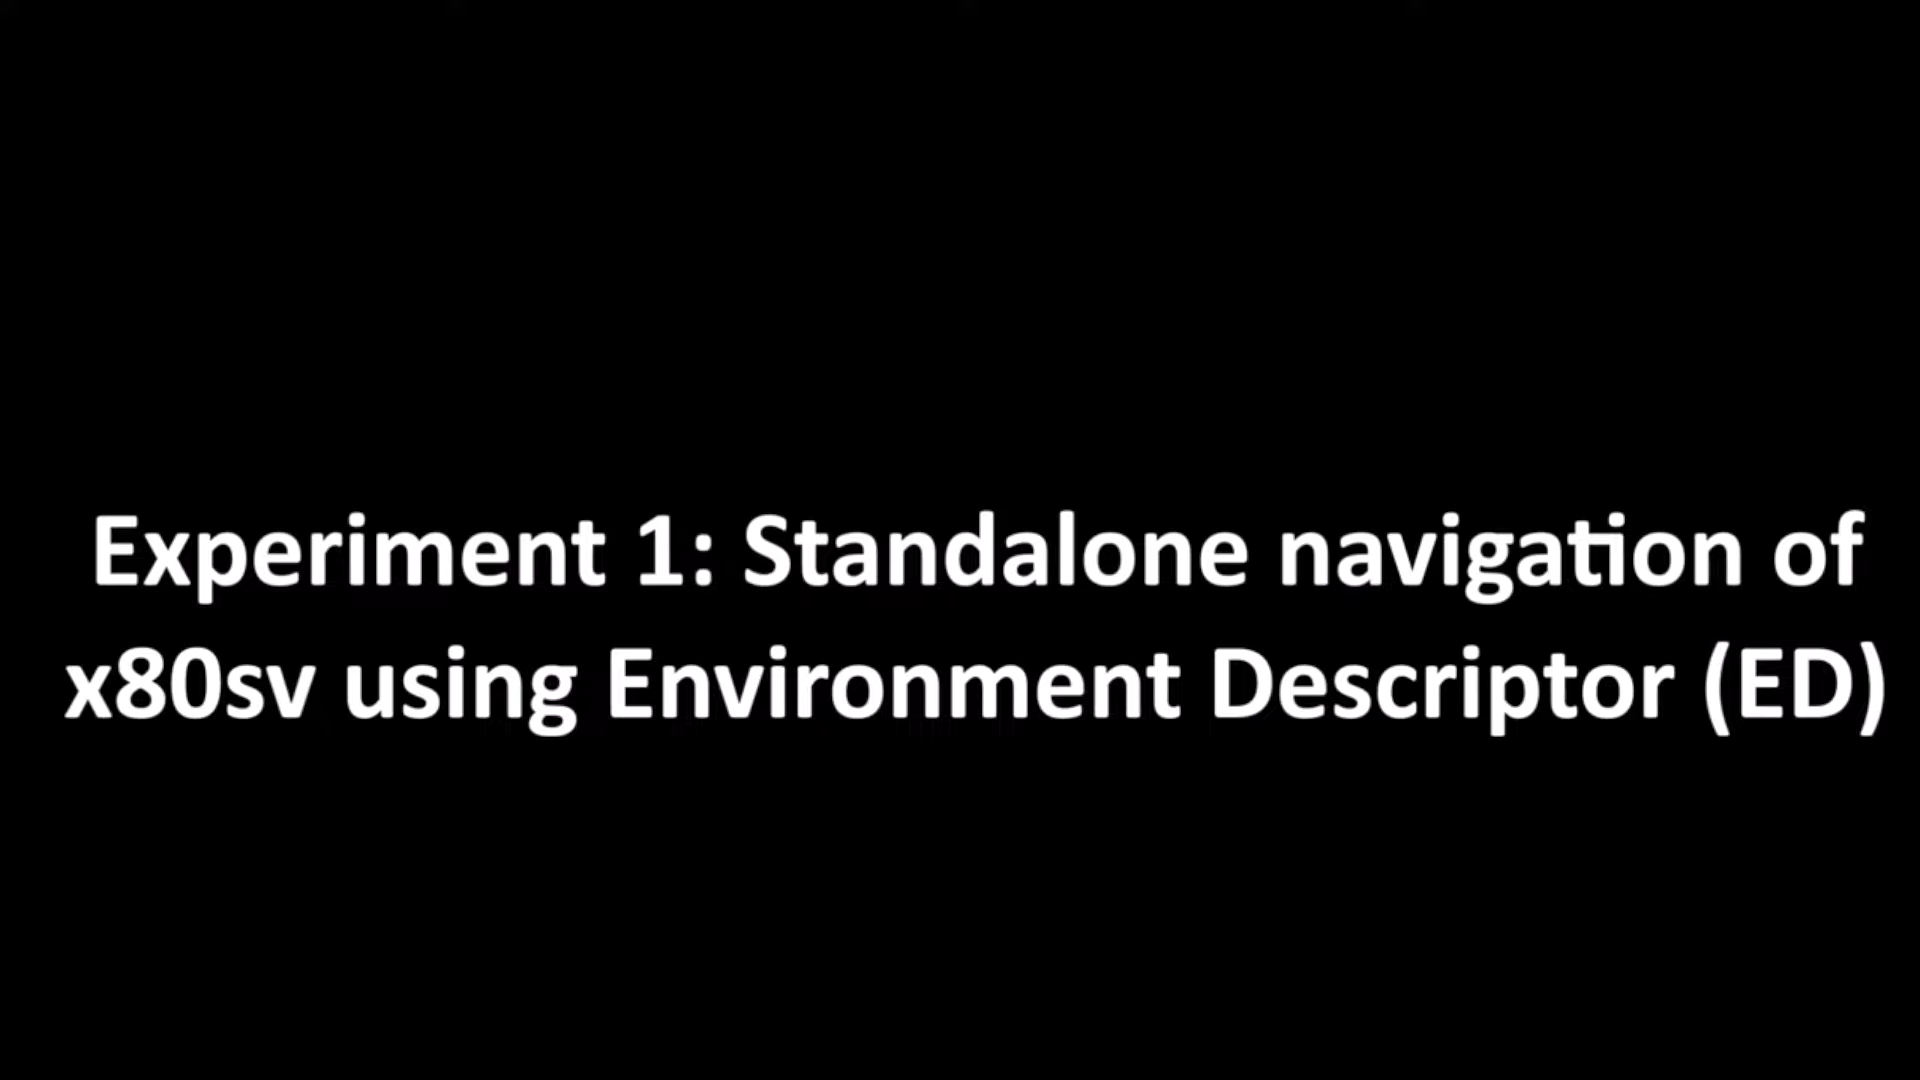 Experiment 1: Standalone navigation of
x80sv using Environment Descriptor (ED)